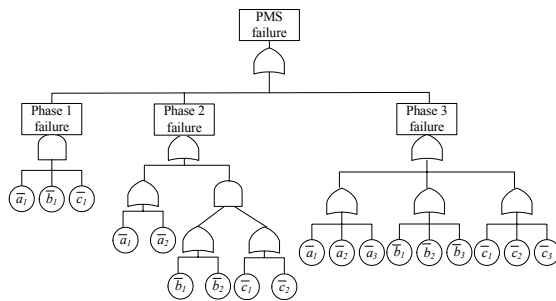 PMS
failure
Phase 1
failure
Phase 2
failure
Phase 3
failure
a̅₁ b̅₁ c̅₁
a̅₁ a̅₂
b̅₁ b̅₂ c̅₁ c̅₂
a̅₁ a̅₂ a̅₃ b̅₁ b̅₂ b̅₃ c̅₁ c̅₂ c̅₃